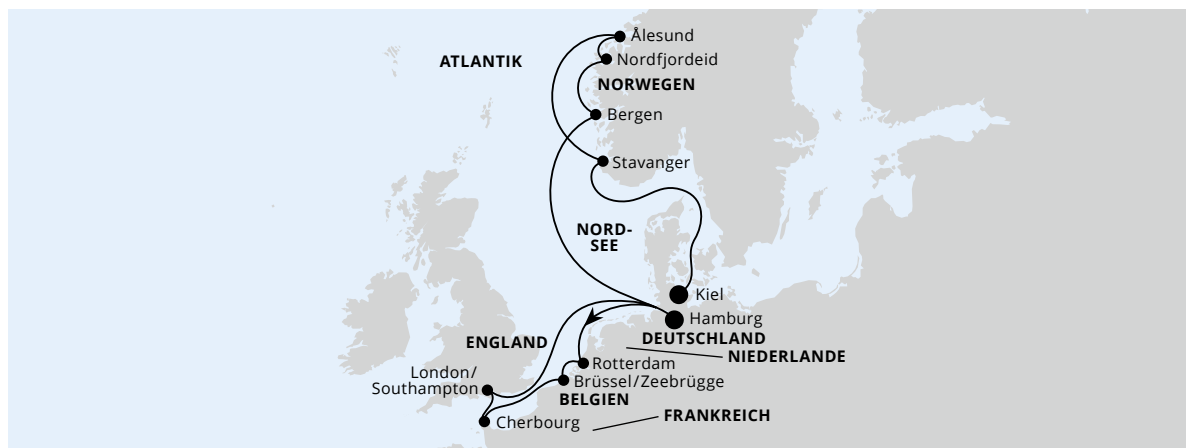 Ålesund
ATLANTIK
Nordfjordeid
NORWEGEN
Bergen
Stavanger
NORD-
SEE
Kiel
Hamburg
DEUTSCHLAND
ENGLAND
NIEDERLANDE
Rotterdam
London/
Southampton
Brüssel/Zeebrügge
BELGIEN
FRANKREICH
Cherbourg